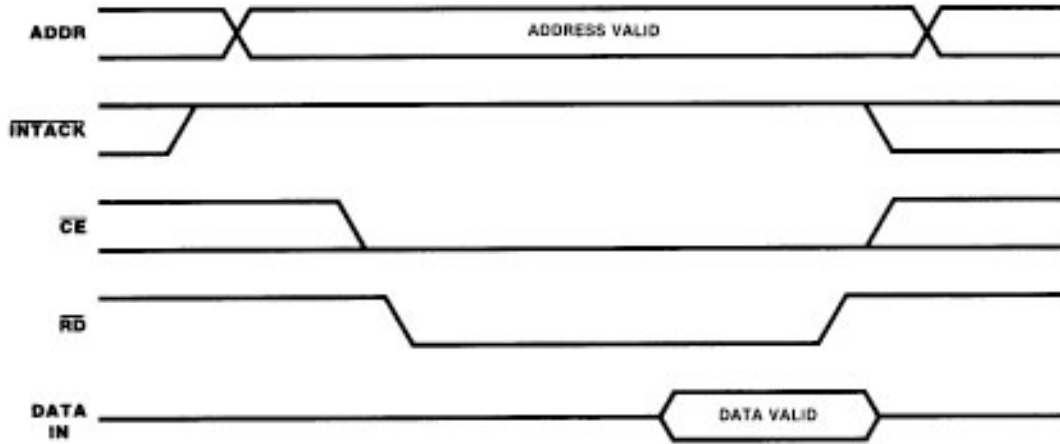 ADDR
ADDRESS VALID
INTACK
CE
RD
DATA
IN
DATA VALID